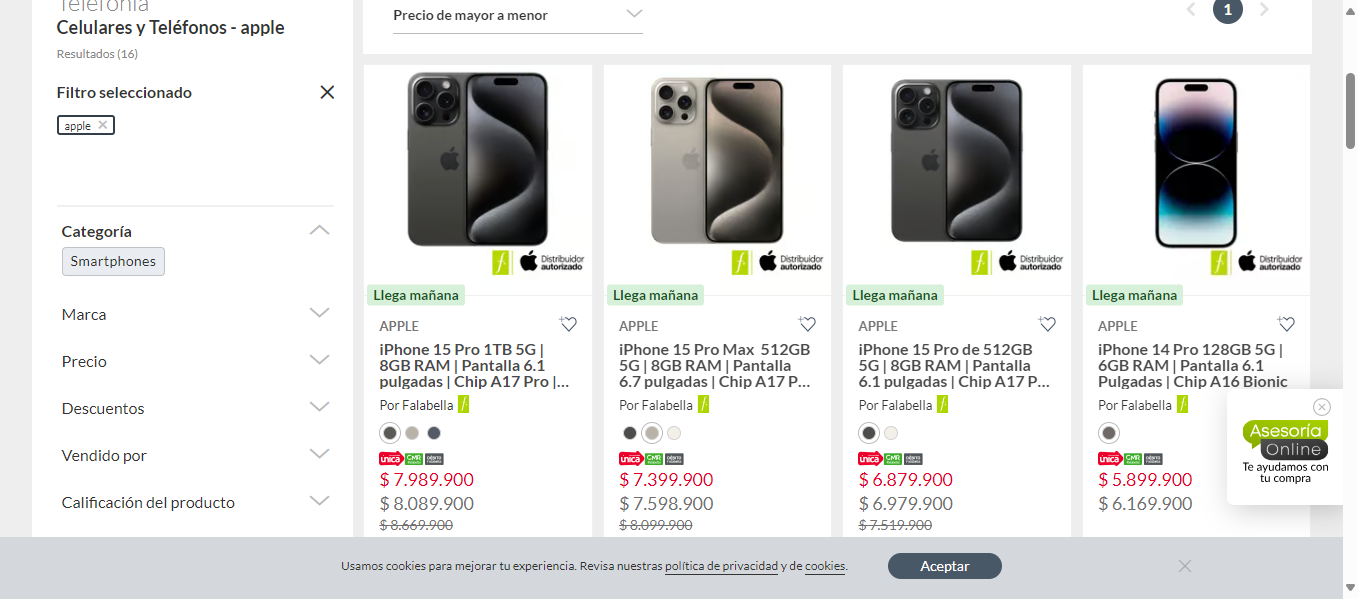 Telefonía
Celulares y Teléfonos - apple
Resultados (16)
Filtro seleccionado
apple
Categoría
Smartphones
Marca
Precio
Descuentos
Vendido por
Calificación del producto
Precio de mayor a menor
1
Distribuidor
autorizado
Llega mañana
APPLE
iPhone 15 Pro 1TB 5G |
8GB RAM | Pantalla 6.1
pulgadas | Chip A17 Pro |...
Por Falabella
única CMR
$ 7.989.900
$ 8.089.900
$ 8.669.900
Distribuidor
autorizado
Llega mañana
APPLE
iPhone 15 Pro Max 512GB
5G | 8GB RAM | Pantalla
6.7 pulgadas | Chip A17 P...
Por Falabella
única CMR
$ 7.399.900
$ 7.598.900
$ 8.099.900
Distribuidor
autorizado
Llega mañana
APPLE
iPhone 15 Pro de 512GB
5G | 8GB RAM | Pantalla
6.1 pulgadas | Chip A17 P...
Por Falabella
única CMR
$ 6.879.900
$ 6.979.900
$ 7.519.900
Distribuidor
autorizado
Llega mañana
APPLE
iPhone 14 Pro 128GB 5G |
6GB RAM | Pantalla 6.1
Pulgadas | Chip A16 Bionic
Por Falabella
única CMR
$ 5.899.900
$ 6.169.900
Asesoría
Online
Te ayudamos con
tu compra
Usamos cookies para mejorar tu experiencia. Revisa nuestras política de privacidad y de cookies.
Aceptar